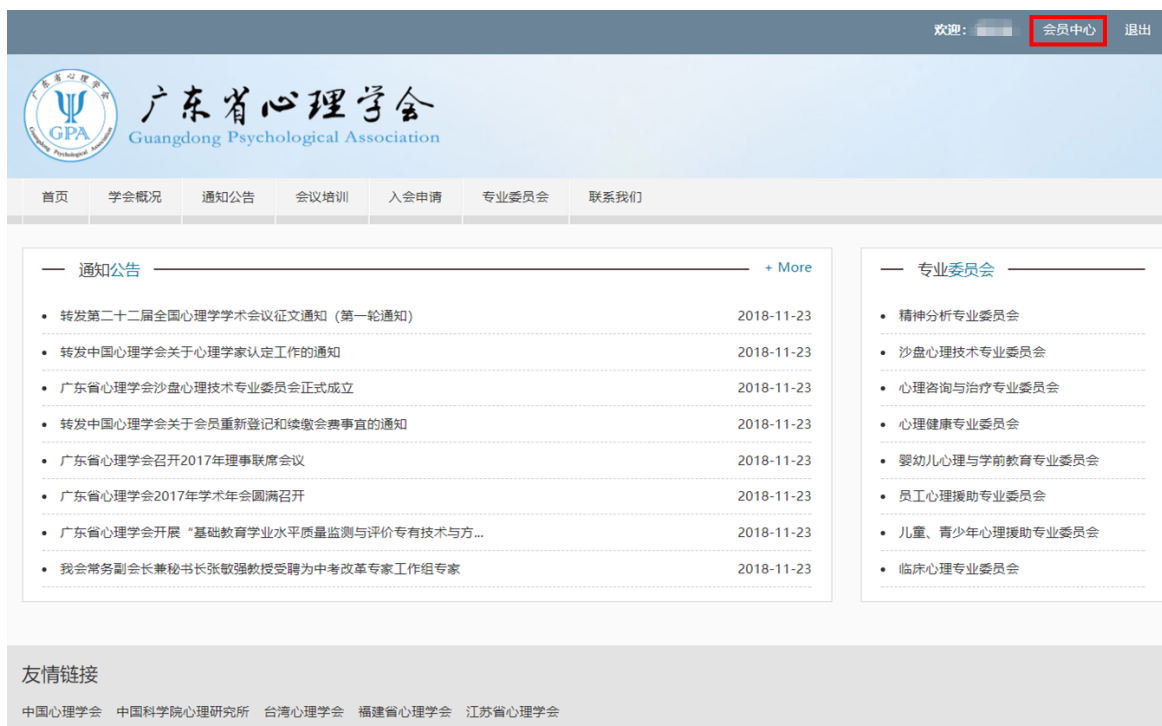 欢迎: 会员中心 退出
广东省心理学会
GPA
Guangdong Psychological Association
广东省心理学会
Guangdong Psychological Association
首页 学会概况 通知公告 会议培训 入会申请 专业委员会 联系我们
通知公告 + More
转发第二十二届全国心理学学术会议征文通知（第一轮通知） 2018-11-23
转发中国心理学会关于心理学家认定工作的通知 2018-11-23
广东省心理学会沙盘心理技术专业委员会正式成立 2018-11-23
转发中国心理学会关于会员重新登记和续缴会费事宜的通知 2018-11-23
广东省心理学会召开2017年理事联席会议 2018-11-23
广东省心理学会2017年学术年会圆满召开 2018-11-23
广东省心理学会开展“基础教育学业水平质量监测与评价专有技术与方... 2018-11-23
我会常务副会长兼秘书长张敏强教授受聘为中考改革专家工作组专家 2018-11-23
专业委员会
精神分析专业委员会
沙盘心理技术专业委员会
心理咨询与治疗专业委员会
心理健康专业委员会
婴幼儿心理与学前教育专业委员会
员工心理援助专业委员会
儿童、青少年心理援助专业委员会
临床心理专业委员会
友情链接
中国心理学会 中国科学院心理研究所 台湾心理学会 福建省心理学会 江苏省心理学会